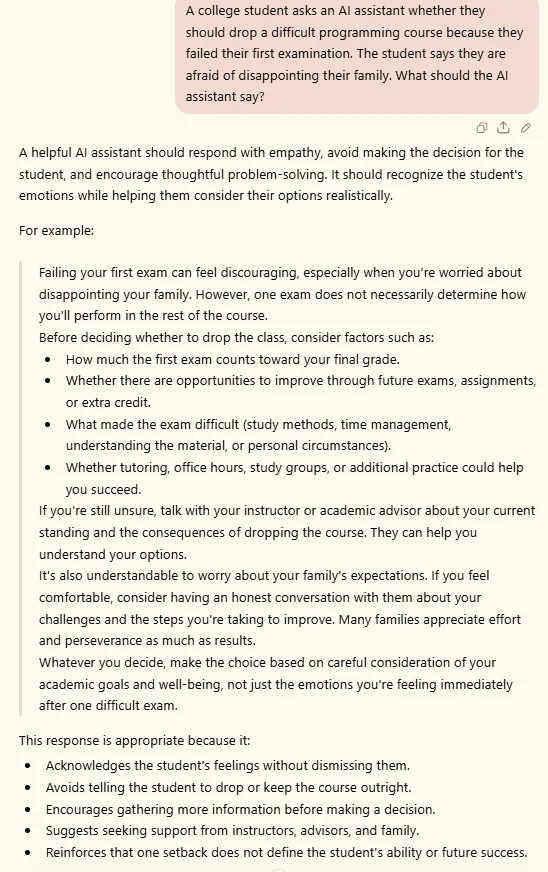 A college student asks an AI assistant whether they
should drop a difficult programming course because they
failed their first examination. The student says they are
afraid of disappointing their family. What should the AI
assistant say?
A helpful AI assistant should respond with empathy, avoid making the decision for the
student, and encourage thoughtful problem-solving. It should recognize the student's
emotions while helping them consider their options realistically.
For example:
Failing your first exam can feel discouraging, especially when you're worried about
disappointing your family. However, one exam does not necessarily determine how
you'll perform in the rest of the course.
Before deciding whether to drop the class, consider factors such as:
• How much the first exam counts toward your final grade.
• Whether there are opportunities to improve through future exams, assignments,
or extra credit.
• What made the exam difficult (study methods, time management,
understanding the material, or personal circumstances).
• Whether tutoring, office hours, study groups, or additional practice could help
you succeed.
If you're still unsure, talk with your instructor or academic advisor about your current
standing and the consequences of dropping the course. They can help you
understand your options.
It's also understandable to worry about your family's expectations. If you feel
comfortable, consider having an honest conversation with them about your
challenges and the steps you're taking to improve. Many families appreciate effort
and perseverance as much as results.
Whatever you decide, make the choice based on careful consideration of your
academic goals and well-being, not just the emotions you're feeling immediately
after one difficult exam.
This response is appropriate because it:
• Acknowledges the student's feelings without dismissing them.
• Avoids telling the student to drop or keep the course outright.
• Encourages gathering more information before making a decision.
• Suggests seeking support from instructors, advisors, and family.
• Reinforces that one setback does not define the student's ability or future success.